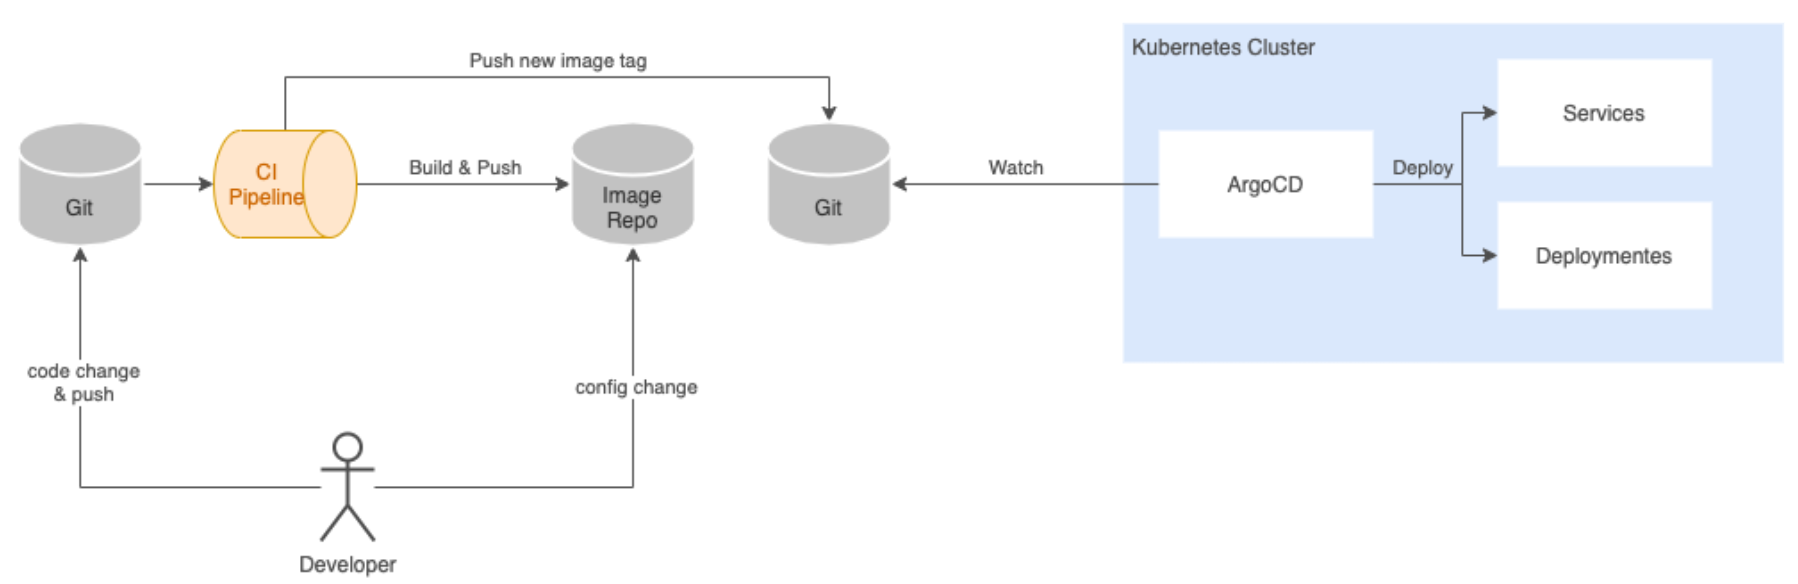 Kubernetes Cluster
Push new image tag
Services
CI
Pipeline
Build & Push
Watch
Deploy
ArgoCD
Git
Image
Repo
Git
Deploymentes
code change
& push
config change
Developer